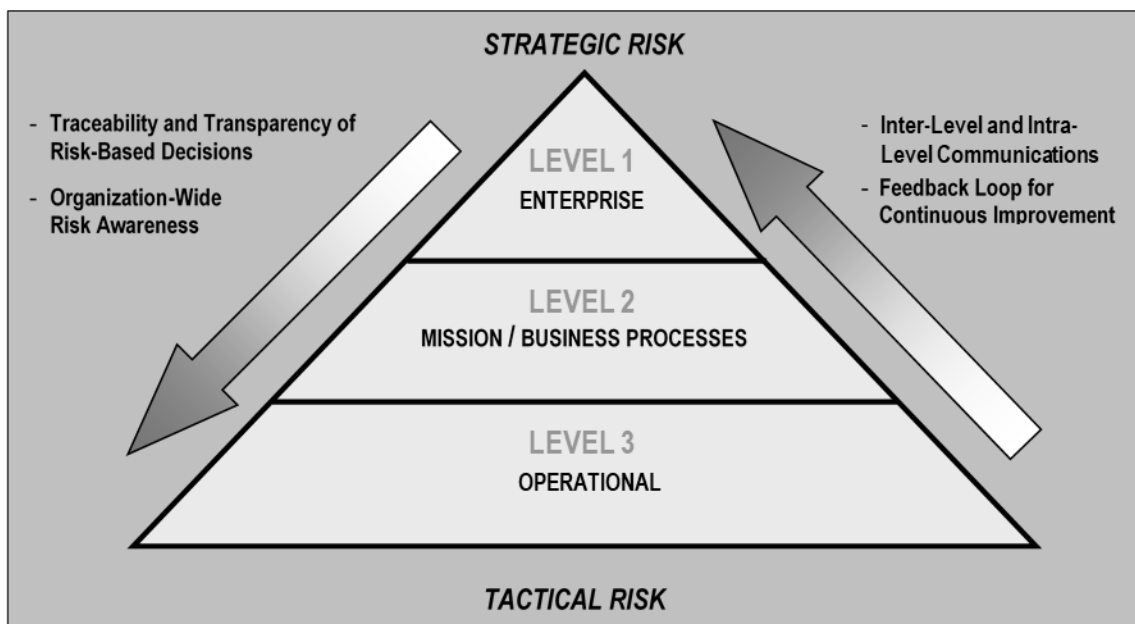 STRATEGIC RISK
- Traceability and Transparency of
Risk-Based Decisions
- Organization-Wide
Risk Awareness
- Inter-Level and Intra-
Level Communications
- Feedback Loop for
Continuous Improvement
LEVEL 1
ENTERPRISE
LEVEL 2
MISSION / BUSINESS PROCESSES
LEVEL 3
OPERATIONAL
TACTICAL RISK